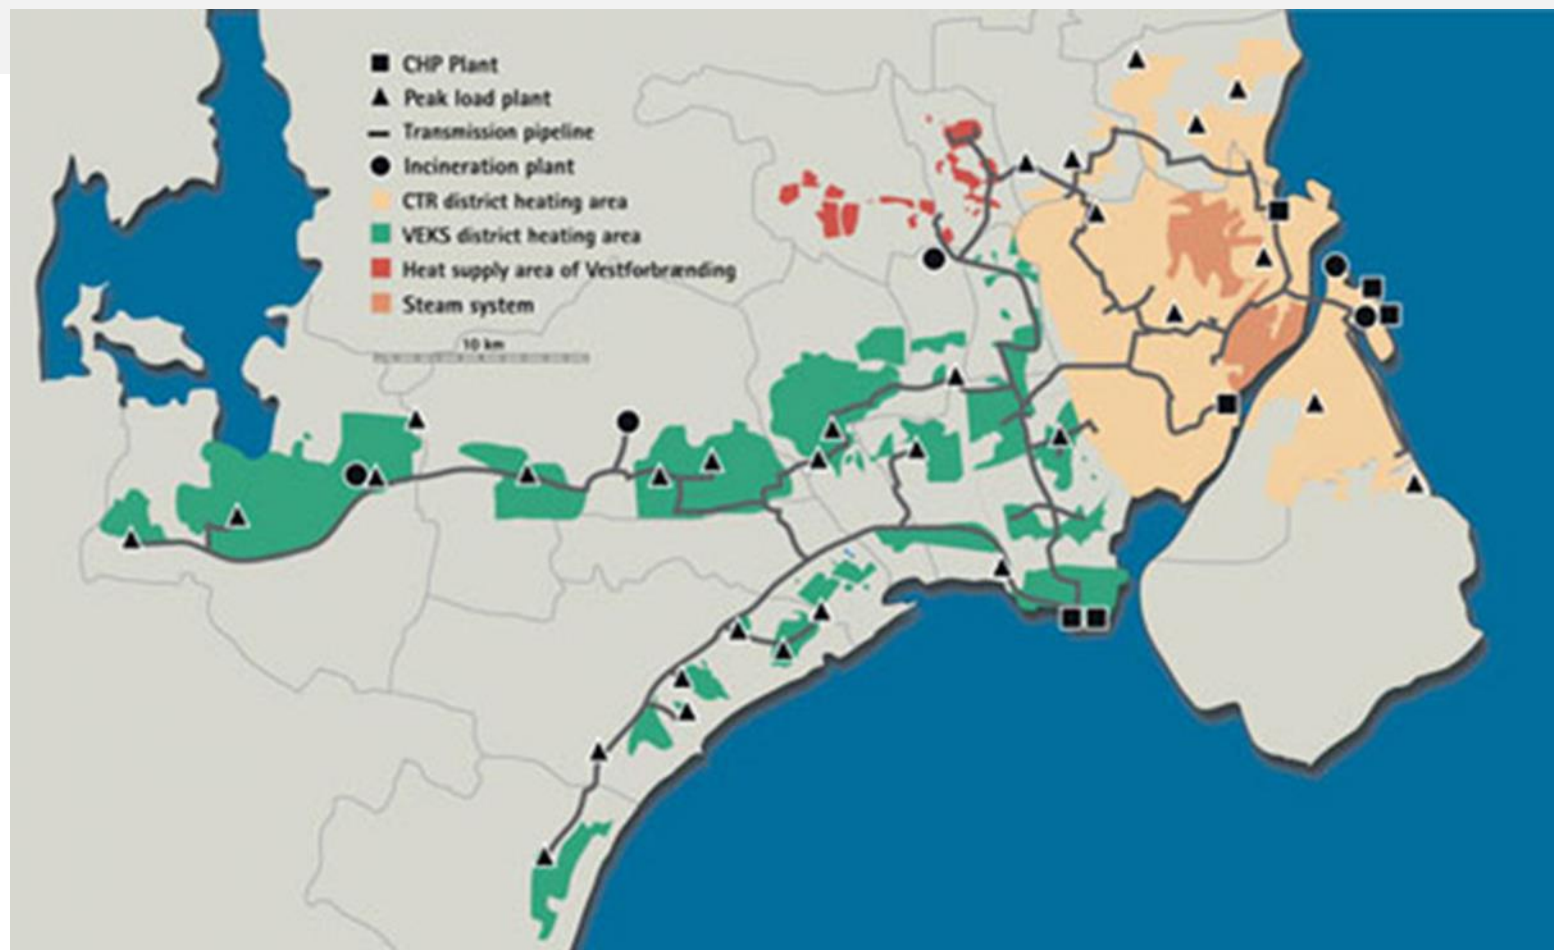 CHP Plant
Peak load plant
Transmission pipeline
Incineration plant
CTR district heating area
VEKS district heating area
Heat supply area of Vestforbrænding
Steam system
10 km